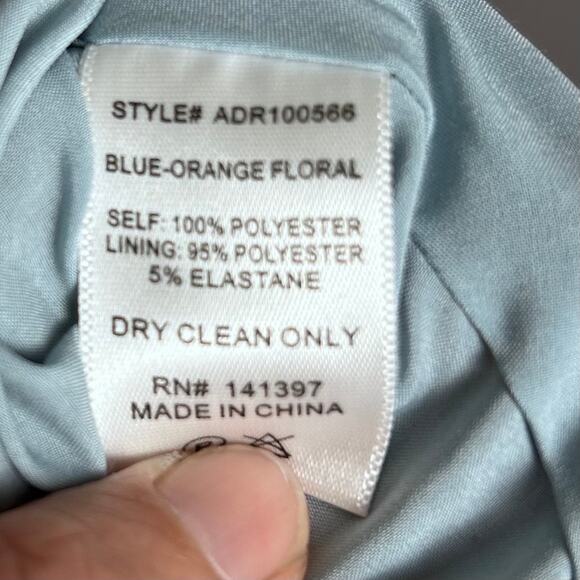 STYLE# ADR100566
BLUE-ORANGE FLORAL
SELF: 100% POLYESTER
LINING: 95% POLYESTER
5% ELASTANE
DRY CLEAN ONLY
RN# 141397
MADE IN CHINA